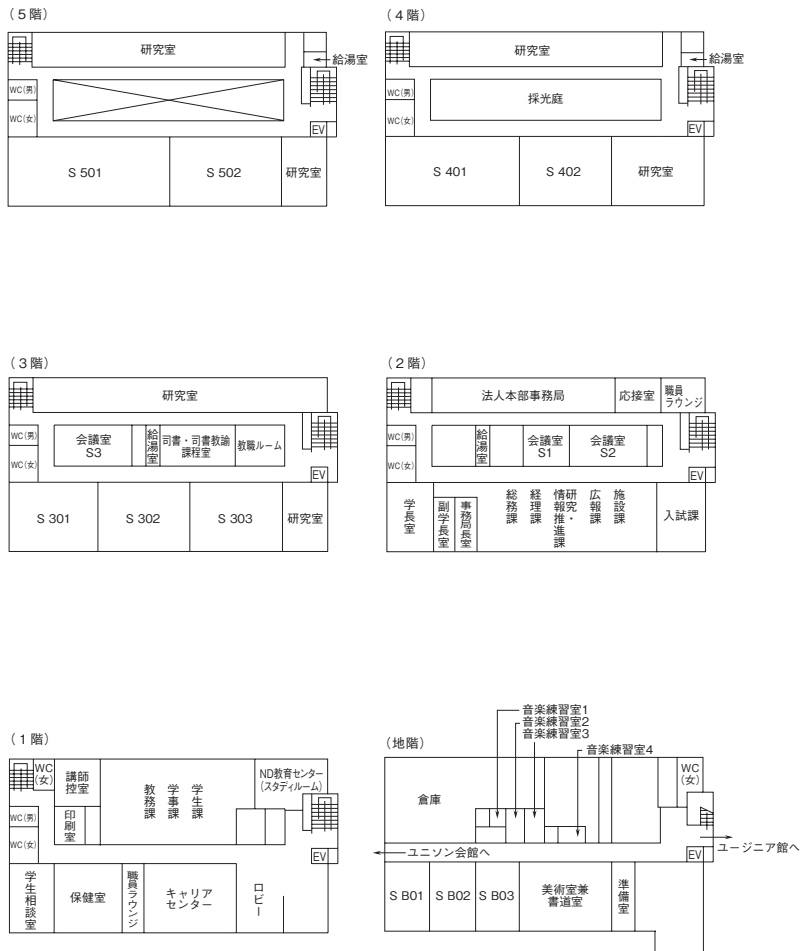 (5階)
研究室
給湯室
WC(男)
WC(女)
EV
S 501
S 502
研究室
(4階)
研究室
給湯室
WC(男)
採光庭
WC(女)
EV
S 401
S 402
研究室
(3階)
研究室
WC(男)
会議室
S3
給湯室
司書・司書教諭
課程室
教職ルーム
WC(女)
EV
S 301
S 302
S 303
研究室
(2階)
法人本部事務局
応接室
職員
ラウンジ
WC(男)
給湯室
会議室
S1
会議室
S2
WC(女)
EV
学長室
副学長室
事務局長室
総務課
経理課
研究・
情報推進課
広報課
施設課
入試課
(1階)
WC
(女)
講師
控室
教務課
学事課
学生課
ND教育センター
(スタディルーム)
WC(男)
印刷室
WC(女)
EV
学生相談室
保健室
職員ラウンジ
キャリア
センター
ロビー
(地階)
音楽練習室1
音楽練習室2
音楽練習室3
音楽練習室4
WC
(女)
倉庫
ユニソン会館へ
ユージニア館へ
EV
S B01
S B02
S B03
美術室兼
書道室
準備室